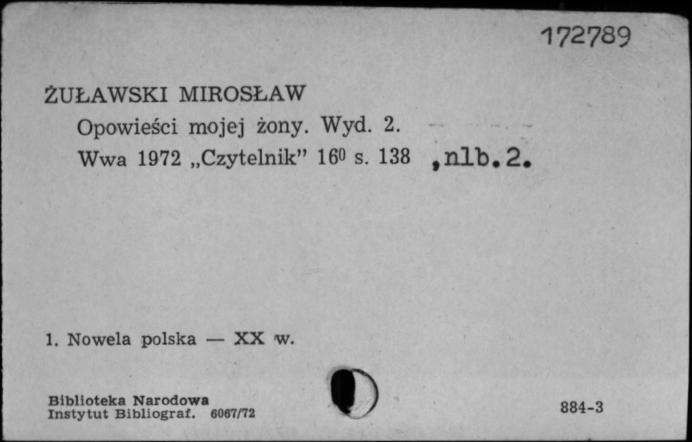 172789
ŻUŁAWSKI MIROSŁAW
Opowieści mojej żony. Wyd. 2.
Wwa 1972 „Czytelnik” 16⁰ s. 138 ,nlb.2.
1. Nowela polska — XX w.
Biblioteka Narodowa
Instytut Bibliograf. 6067/72
884-3